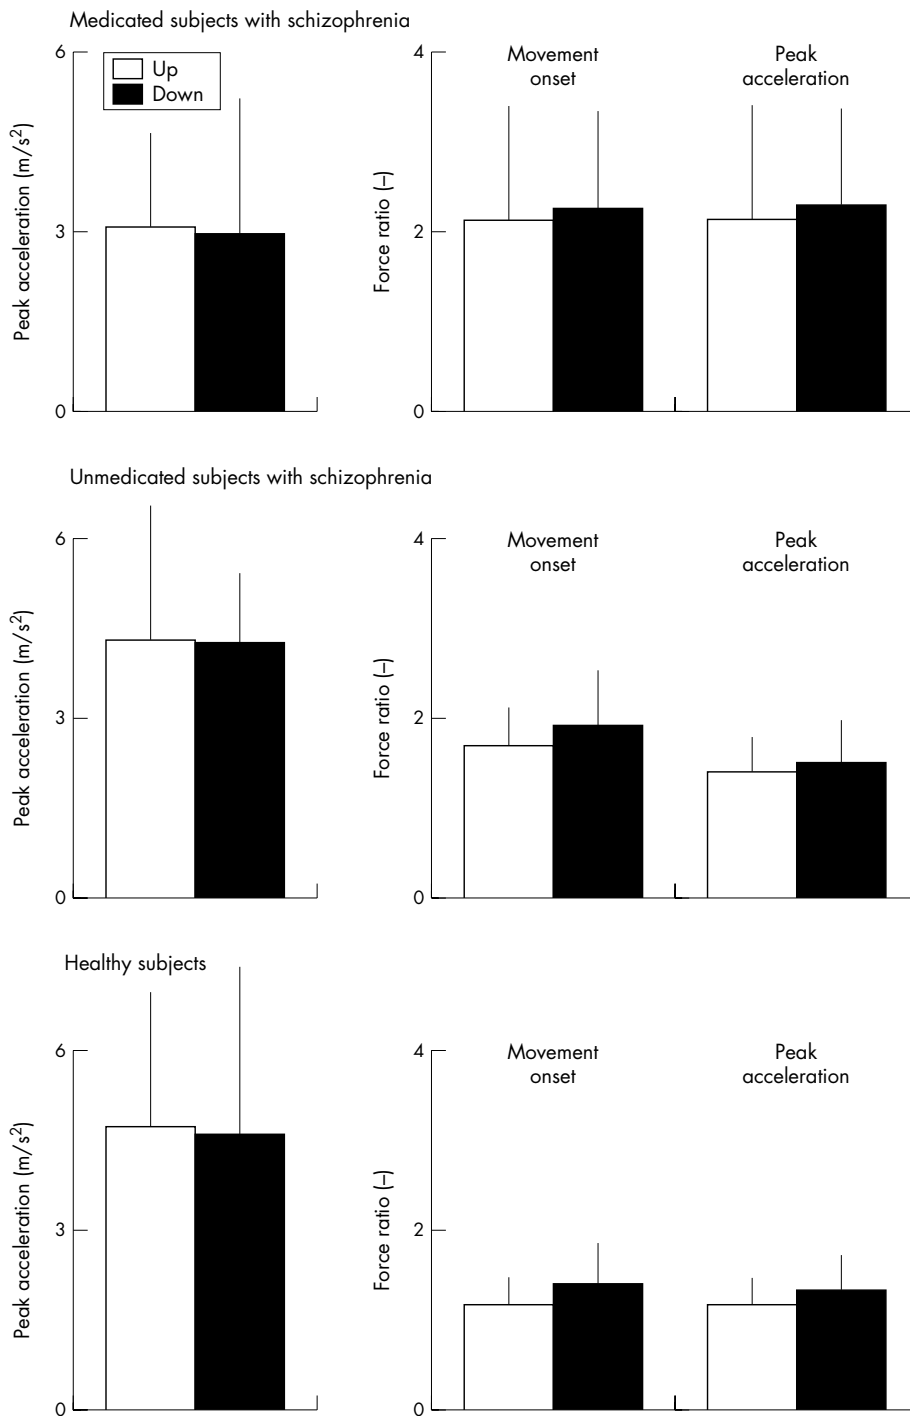 Medicated subjects with schizophrenia
Peak acceleration (m/s²)
6
3
0
Up
Down
Force ratio (–)
4
2
0
Movement
onset
Peak
acceleration
Unmedicated subjects with schizophrenia
Peak acceleration (m/s²)
6
3
0
Force ratio (–)
4
2
0
Movement
onset
Peak
acceleration
Healthy subjects
Peak acceleration (m/s²)
6
3
0
Force ratio (–)
4
2
0
Movement
onset
Peak
acceleration